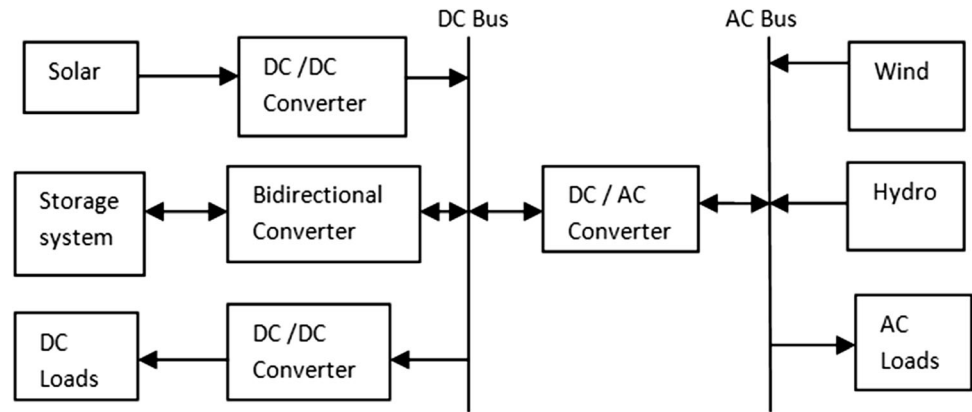 DC Bus
AC Bus
Solar
DC /DC
Converter
Wind
Storage
system
Bidirectional
Converter
DC / AC
Converter
Hydro
DC
Loads
DC /DC
Converter
AC
Loads